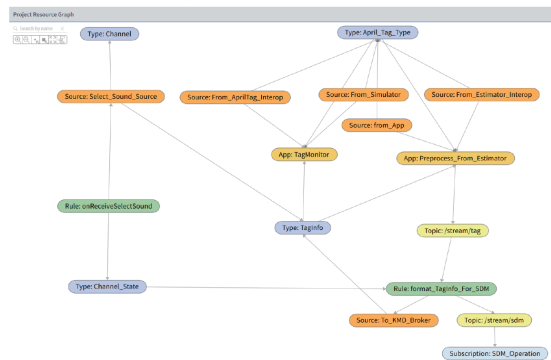 Project Resource Graph
Search by name
Type: Channel
Type: April_Tag_Type
Source: Select_Sound_Source
Source: From_AprilTag_Interop
Source: From_Simulator
Source: From_Estimator_Interop
Source: from_App
App: TagMonitor
App: Preprocess_From_Estimator
Rule: onReceiveSelectSound
Type: TagInfo
Topic: /stream/tag
Type: Channel_State
Rule: format_TagInfo_For_SDM
Source: To_KMD_Broker
Topic: /stream/sdm
Subscription: SDM_Operation